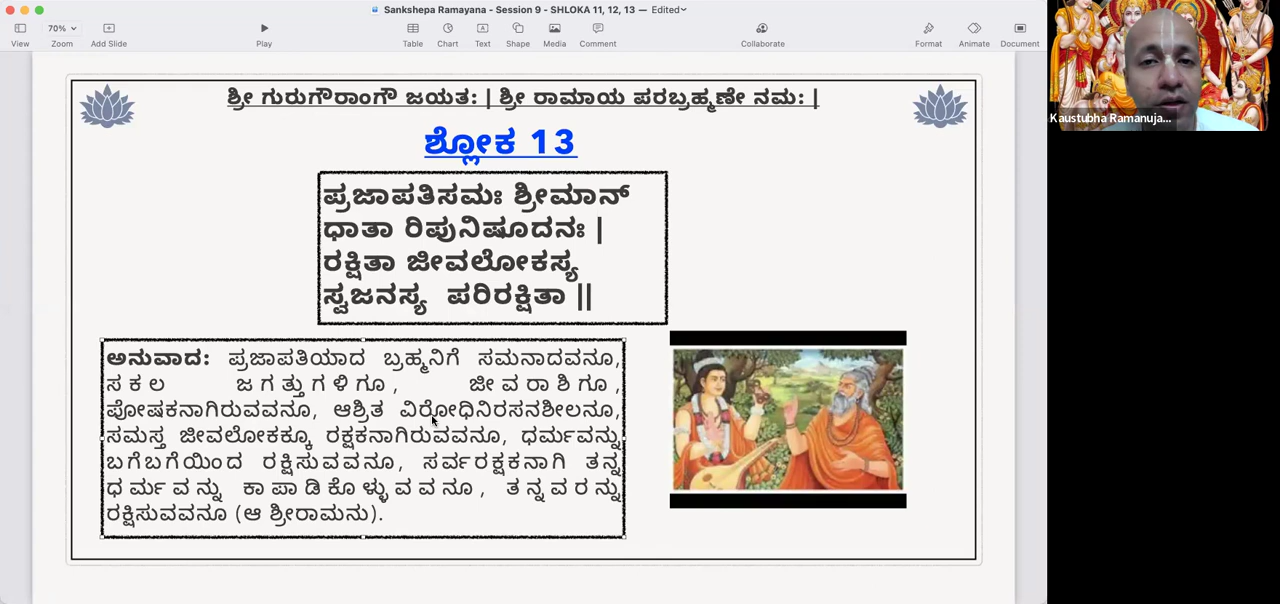 Sankshepa Ramayana - Session 9 - SHLOKA 11, 12, 13 — Edited
70%
View Zoom Add Slide Play Table Chart Text Shape Media Comment Collaborate Format Animate Document
ಶ್ರೀ ಗುರುಗೌರಾಂಗೌ ಜಯತಃ | ಶ್ರೀ ರಾಮಾಯ ಪರಬ್ರಹ್ಮಣೇ ನಮಃ |
ಶ್ಲೋಕ 13
ಪ್ರಜಾಪತಿಸಮಃ ಶ್ರೀಮಾನ್
ಧಾತಾ ರಿಪುನಿಷೂದನಃ |
ರಕ್ಷಿತಾ ಜೀವಲೋಕಸ್ಯ
ಸ್ವಜನಸ್ಯ ಪರಿರಕ್ಷಿತಾ ||
ಅನುವಾದ: ಪ್ರಜಾಪತಿಯಾದ ಬ್ರಹ್ಮನಿಗೆ ಸಮನಾದವನೂ,
ಸಕಲ ಜಗತ್ತುಗಳಿಗೂ, ಜೀವರಾಶಿಗೂ,
ಪೋಷಕನಾಗಿರುವವನೂ, ಆಶ್ರಿತ ವಿರೋಧಿನಿರಸನಶೀಲನೂ,
ಸಮಸ್ತ ಜೀವಲೋಕಕ್ಕೂ ರಕ್ಷಕನಾಗಿರುವವನೂ, ಧರ್ಮವನ್ನು
ಬಗೆಬಗೆಯಿಂದ ರಕ್ಷಿಸುವವನೂ, ಸರ್ವರಕ್ಷಕನಾಗಿ ತನ್ನ
ಧರ್ಮವನ್ನು ಕಾಪಾಡಿಕೊಳ್ಳುವವನೂ, ತನ್ನವರನ್ನು
ರಕ್ಷಿಸುವವನೂ (ಆ ಶ್ರೀರಾಮನು).
Kaustubha Ramanuja...